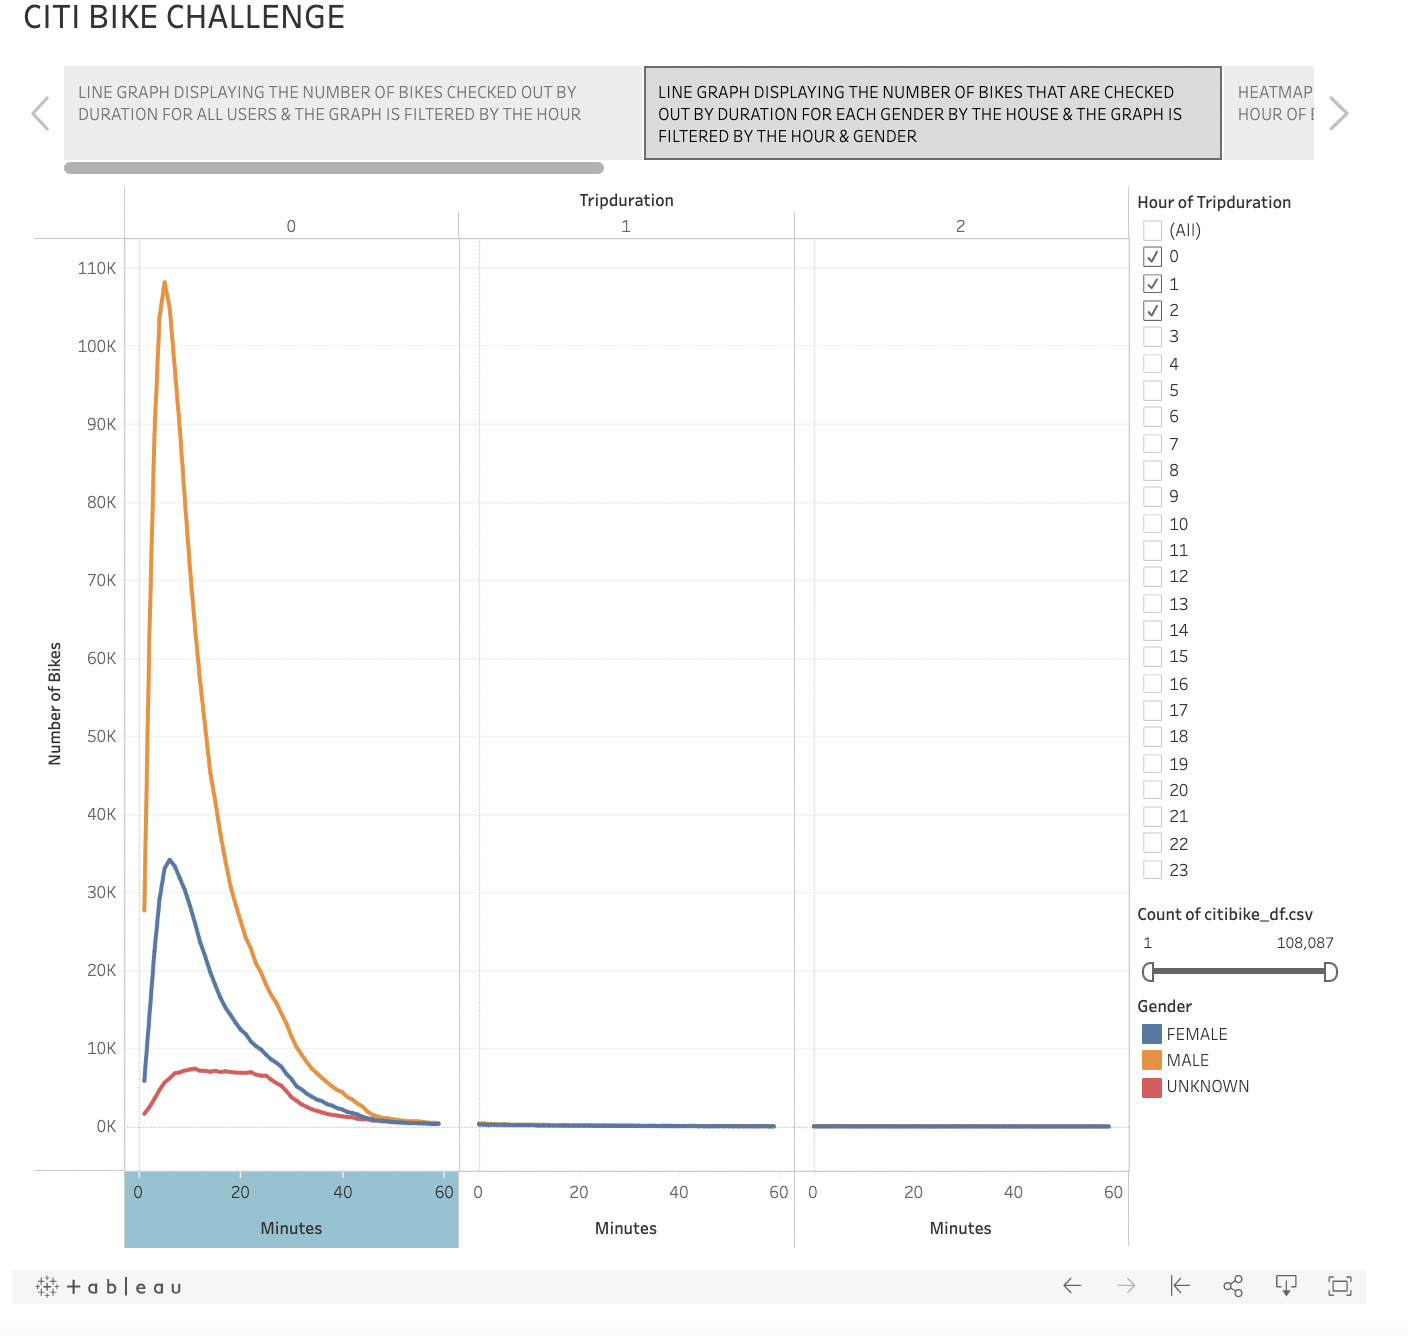 CITI BIKE CHALLENGE
LINE GRAPH DISPLAYING THE NUMBER OF BIKES CHECKED OUT BY
DURATION FOR ALL USERS & THE GRAPH IS FILTERED BY THE HOUR
LINE GRAPH DISPLAYING THE NUMBER OF BIKES THAT ARE CHECKED
OUT BY DURATION FOR EACH GENDER BY THE HOUSE & THE GRAPH IS
FILTERED BY THE HOUR & GENDER
HEATMAP
HOUR OF
Tripduration
0 1 2
110K
100K
90K
80K
70K
60K
50K
40K
30K
20K
10K
0K
Number of Bikes
0 20 40 60 0 20 40 60 0 20 40 60
Minutes Minutes Minutes
Hour of Tripduration
(All)
0
1
2
3
4
5
6
7
8
9
10
11
12
13
14
15
16
17
18
19
20
21
22
23
Count of citibike_df.csv
1 108,087
Gender
FEMALE
MALE
UNKNOWN
+ableau